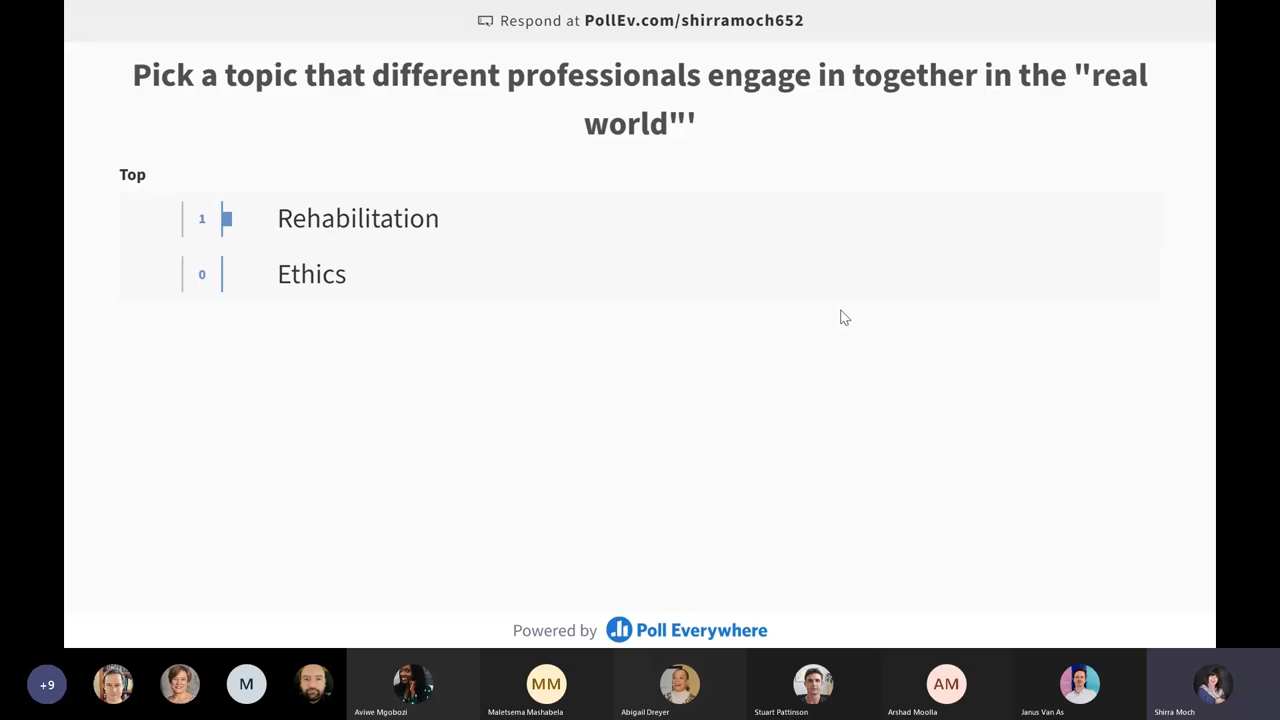 Respond at PollEv.com/shirramoch652
Pick a topic that different professionals engage in together in the "real
world"'
Top
1 Rehabilitation
0 Ethics
Powered by Poll Everywhere
+9 M MM AM
Aviwe Mgobozi Maletsema Mashabela Abigail Dreyer Stuart Pattinson Arshad Moolla Janus Van As Shirra Moch